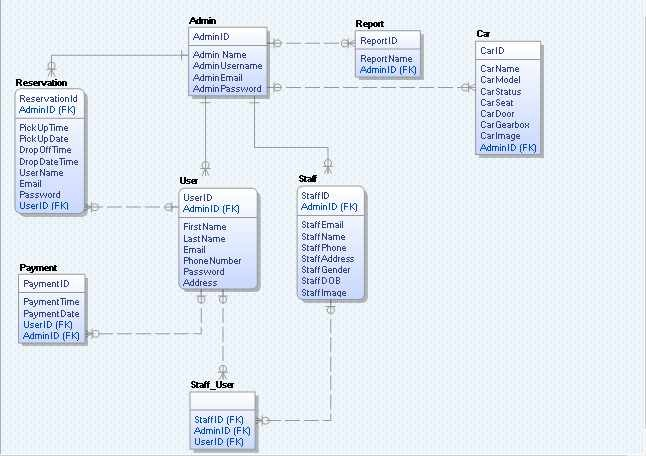 Admin
AdminID
Admin Name
AdminUsername
AdminEmail
AdminPassword
Report
ReportID
ReportName
AdminID (FK)
Car
CarID
CarName
CarModel
CarStatus
CarSeat
CarDoor
CarGearbox
CarImage
AdminID (FK)
Reservation
ReservationId
AdminID (FK)
PickUpTime
PickUpDate
DropOffTime
DropDateTime
UserName
Email
Password
UserID (FK)
User
UserID
AdminID (FK)
FirstName
LastName
Email
PhoneNumber
Password
Address
Staff
StaffID
AdminID (FK)
StaffEmail
StaffName
StaffPhone
StaffAddress
StaffGender
StaffDOB
StaffImage
Payment
PaymentID
PaymentTime
PaymentDate
UserID (FK)
AdminID (FK)
Staff_User
StaffID (FK)
AdminID (FK)
UserID (FK)